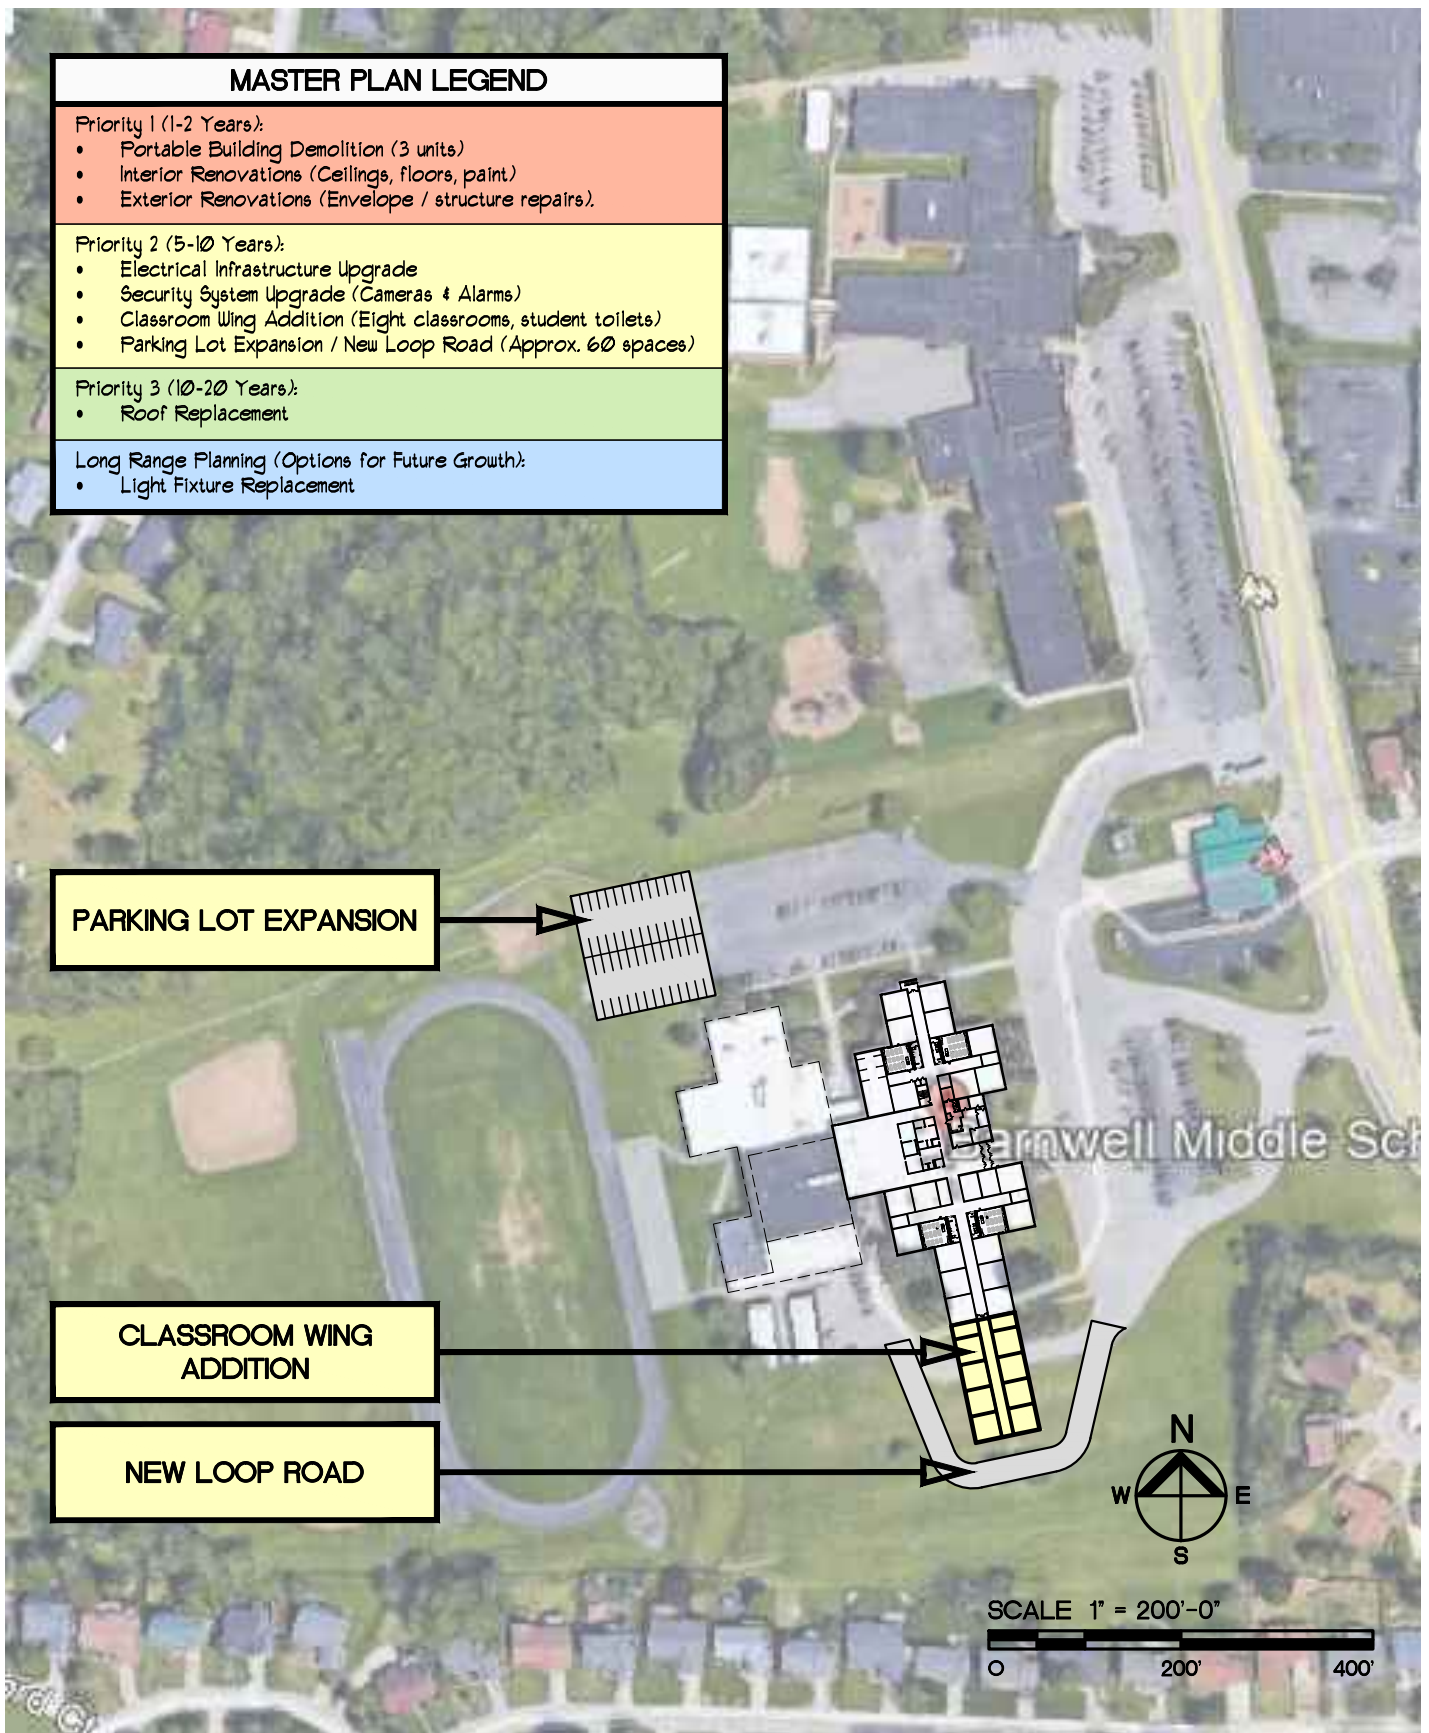 MASTER PLAN LEGEND
Priority 1 (1-2 Years):
• Portable Building Demolition (3 units)
• Interior Renovations (Ceilings, floors, paint)
• Exterior Renovations (Envelope / structure repairs).
Priority 2 (5-10 Years):
• Electrical Infrastructure Upgrade
• Security System Upgrade (Cameras & Alarms)
• Classroom Wing Addition (Eight classrooms, student toilets)
• Parking Lot Expansion / New Loop Road (Approx. 60 spaces)
Priority 3 (10-20 Years):
• Roof Replacement
Long Range Planning (Options for Future Growth):
• Light Fixture Replacement
PARKING LOT EXPANSION
Barnwell Middle Sch
CLASSROOM WING
ADDITION
NEW LOOP ROAD
N
W E
S
SCALE 1" = 200'-0"
0 200' 400'